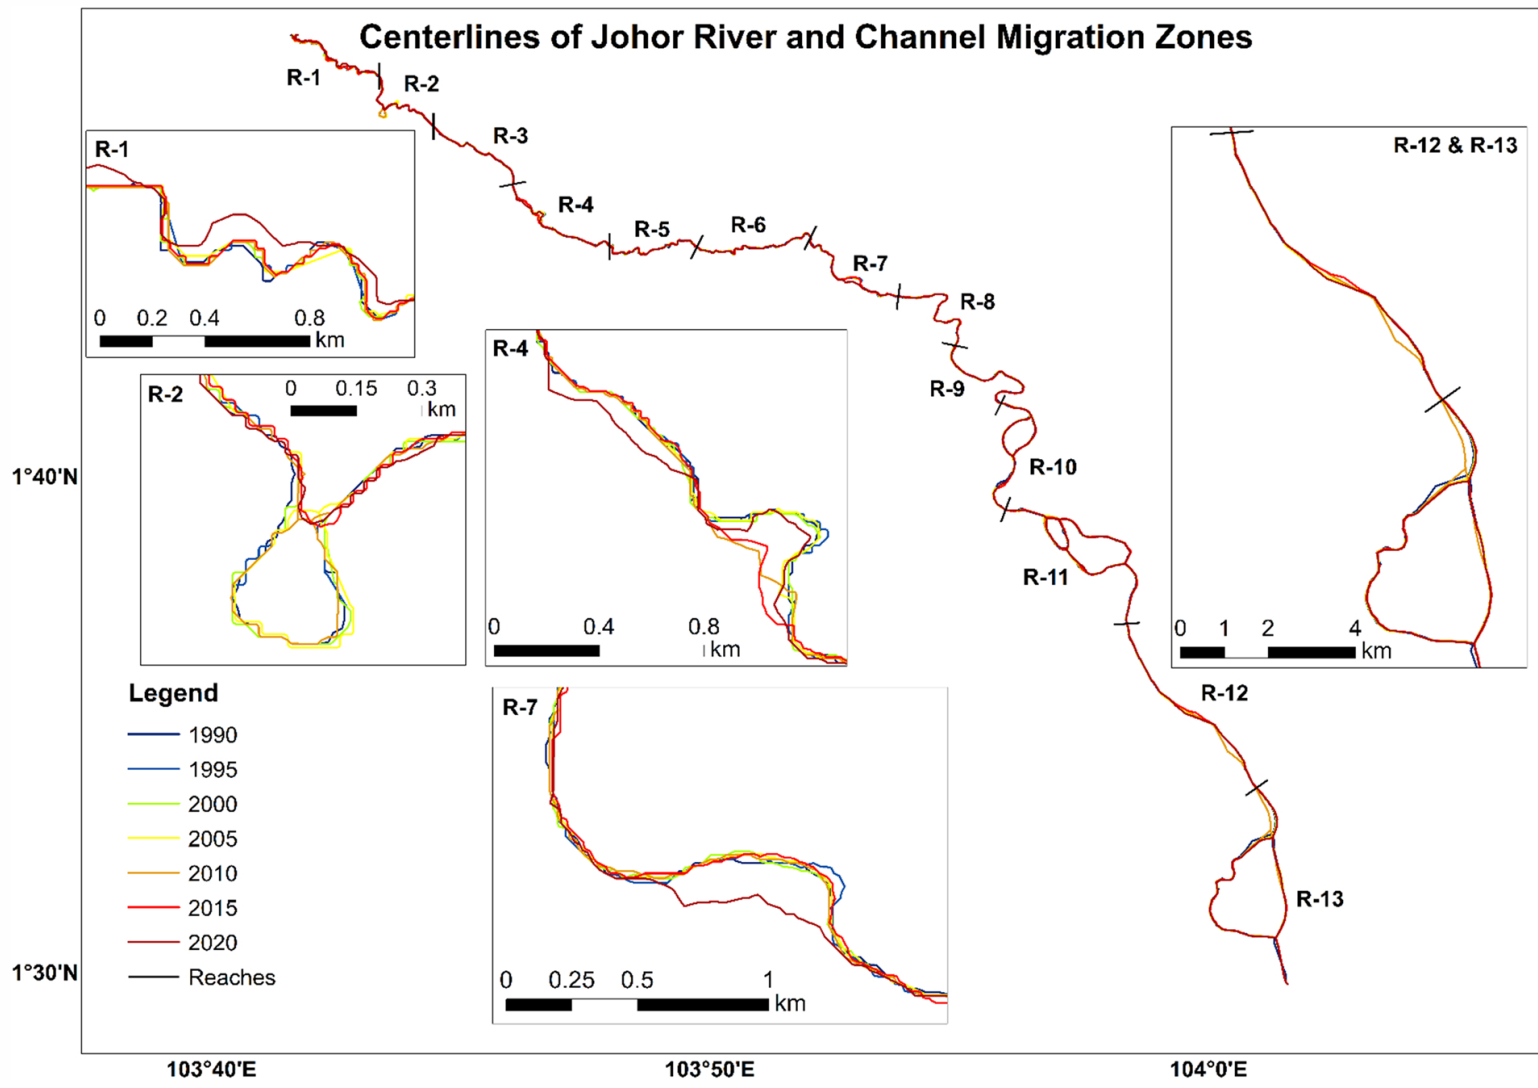 Centerlines of Johor River and Channel Migration Zones
R-1
R-2
R-3
R-4
R-5
R-6
R-7
R-8
R-9
R-10
R-11
R-12
R-13
R-1
0 0.2 0.4 0.8
km
R-2
0 0.15 0.3
km
R-4
0 0.4 0.8
km
R-7
0 0.25 0.5 1
km
R-12 & R-13
0 1 2 4
km
Legend
1990
1995
2000
2005
2010
2015
2020
Reaches
1°40'N
1°30'N
103°40'E 103°50'E 104°0'E